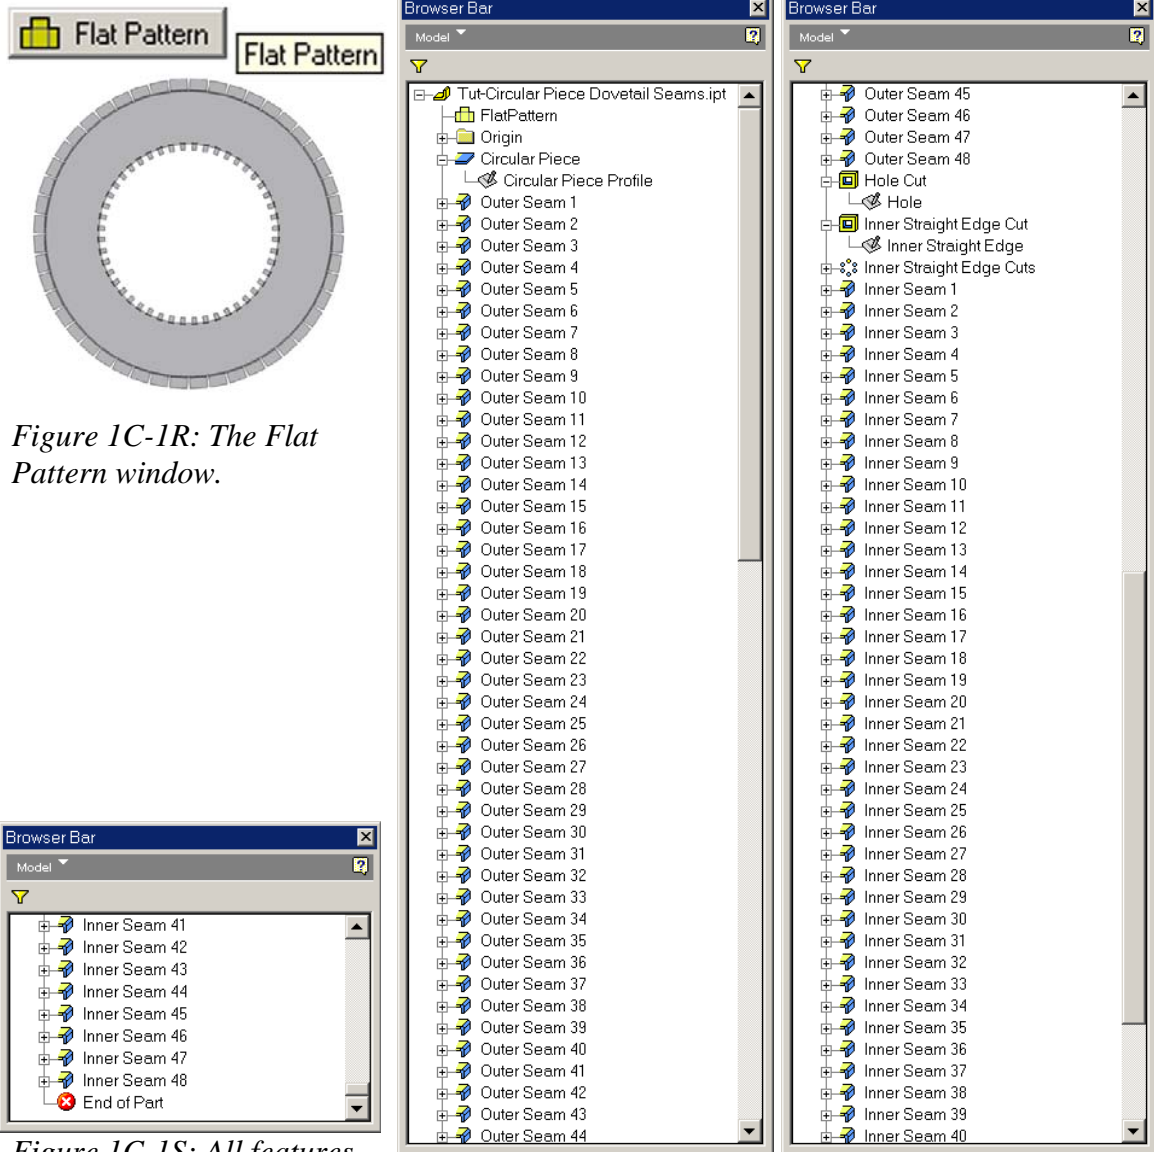 Flat Pattern
Flat Pattern
Figure 1C-1R: The Flat
Pattern window.
Browser Bar
Model
Inner Seam 41
Inner Seam 42
Inner Seam 43
Inner Seam 44
Inner Seam 45
Inner Seam 46
Inner Seam 47
Inner Seam 48
End of Part
Figure 1C-1S: All features
Browser Bar
Model
Tut-Circular Piece Dovetail Seams.ipt
FlatPattern
Origin
Circular Piece
Circular Piece Profile
Outer Seam 1
Outer Seam 2
Outer Seam 3
Outer Seam 4
Outer Seam 5
Outer Seam 6
Outer Seam 7
Outer Seam 8
Outer Seam 9
Outer Seam 10
Outer Seam 11
Outer Seam 12
Outer Seam 13
Outer Seam 14
Outer Seam 15
Outer Seam 16
Outer Seam 17
Outer Seam 18
Outer Seam 19
Outer Seam 20
Outer Seam 21
Outer Seam 22
Outer Seam 23
Outer Seam 24
Outer Seam 25
Outer Seam 26
Outer Seam 27
Outer Seam 28
Outer Seam 29
Outer Seam 30
Outer Seam 31
Outer Seam 32
Outer Seam 33
Outer Seam 34
Outer Seam 35
Outer Seam 36
Outer Seam 37
Outer Seam 38
Outer Seam 39
Outer Seam 40
Outer Seam 41
Outer Seam 42
Outer Seam 43
Outer Seam 44
Browser Bar
Model
Outer Seam 45
Outer Seam 46
Outer Seam 47
Outer Seam 48
Hole Cut
Hole
Inner Straight Edge Cut
Inner Straight Edge
Inner Straight Edge Cuts
Inner Seam 1
Inner Seam 2
Inner Seam 3
Inner Seam 4
Inner Seam 5
Inner Seam 6
Inner Seam 7
Inner Seam 8
Inner Seam 9
Inner Seam 10
Inner Seam 11
Inner Seam 12
Inner Seam 13
Inner Seam 14
Inner Seam 15
Inner Seam 16
Inner Seam 17
Inner Seam 18
Inner Seam 19
Inner Seam 20
Inner Seam 21
Inner Seam 22
Inner Seam 23
Inner Seam 24
Inner Seam 25
Inner Seam 26
Inner Seam 27
Inner Seam 28
Inner Seam 29
Inner Seam 30
Inner Seam 31
Inner Seam 32
Inner Seam 33
Inner Seam 34
Inner Seam 35
Inner Seam 36
Inner Seam 37
Inner Seam 38
Inner Seam 39
Inner Seam 40